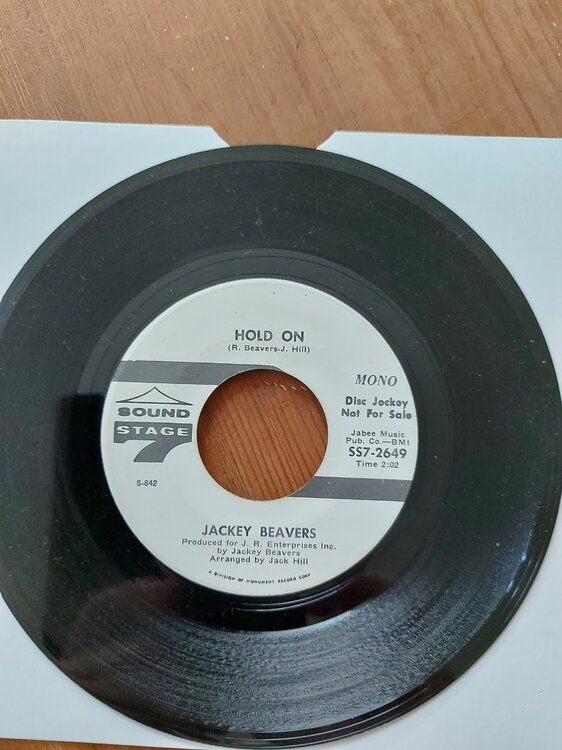 HOLD ON
(R. Beavers-J. Hill)
MONO
Disc Jockey
Not For Sale
Jabee Music
Pub. Co.—BMI
SS7-2649
Time 2:02
SOUND
STAGE
7
S-842
JACKEY BEAVERS
Produced for J. R. Enterprises Inc.
by Jackey Beavers
Arranged by Jack Hill
A DIVISION OF MONUMENT RECORD CORP